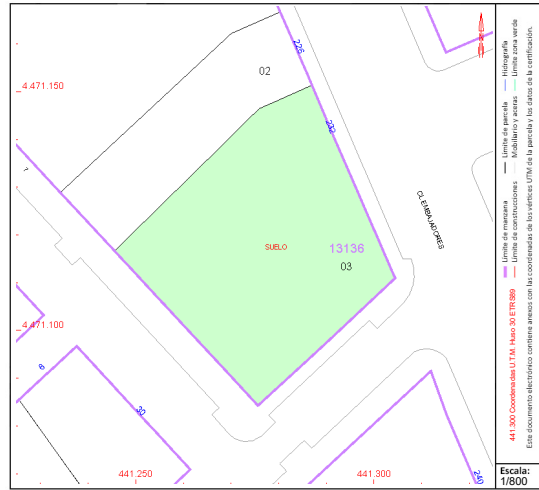 226
02
4.471.150
232
7
CL EMBAJADORES
SUELO
13136
03
4.471.100
6
30
441.250
441.300
240
441.300 Coordenadas U.T.M. Huso 30 ETRS89
Límite de manzana
Límite de parcela
Hidrografía
Límite de construcciones
Mobiliario y aceras
Límite zona verde
Este documento electrónico contiene anexos con las coordenadas de los vértices UTM de la parcela y los datos de la certificación.
Escala:
1/800